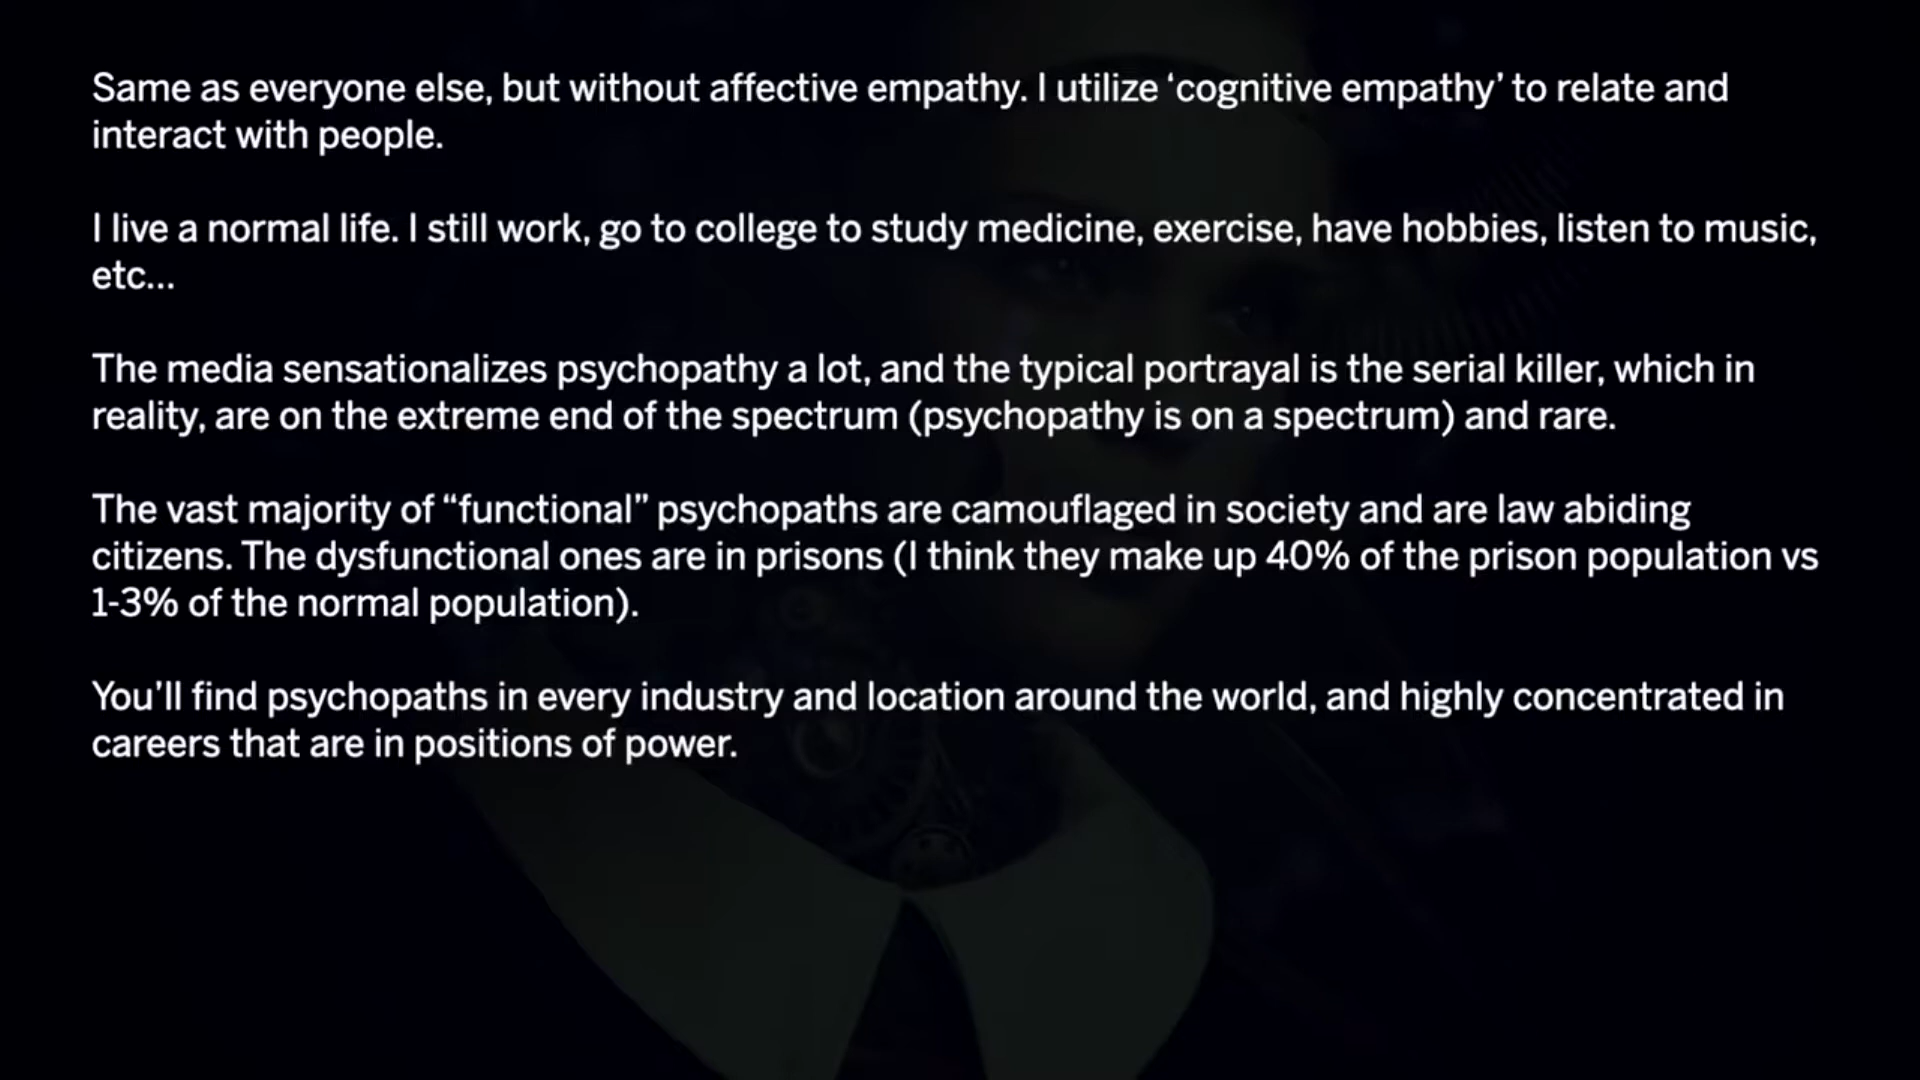 Same as everyone else, but without affective empathy. I utilize ‘cognitive empathy’ to relate and
interact with people.
I live a normal life. I still work, go to college to study medicine, exercise, have hobbies, listen to music,
etc...
The media sensationalizes psychopathy a lot, and the typical portrayal is the serial killer, which in
reality, are on the extreme end of the spectrum (psychopathy is on a spectrum) and rare.
The vast majority of “functional” psychopaths are camouflaged in society and are law abiding
citizens. The dysfunctional ones are in prisons (I think they make up 40% of the prison population vs
1-3% of the normal population).
You’ll find psychopaths in every industry and location around the world, and highly concentrated in
careers that are in positions of power.